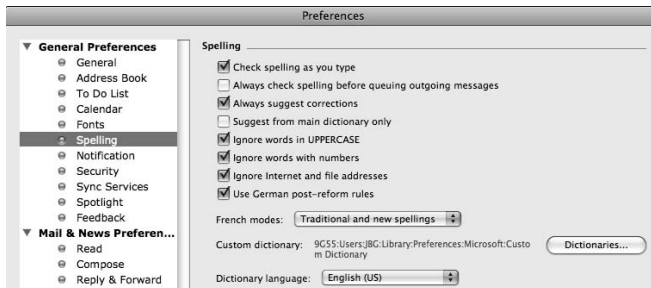 Preferences
General Preferences
General
Address Book
To Do List
Calendar
Fonts
Spelling
Notification
Security
Sync Services
Spotlight
Feedback
Mail & News Preferen...
Read
Compose
Reply & Forward
Spelling
Check spelling as you type
Always check spelling before queuing outgoing messages
Always suggest corrections
Suggest from main dictionary only
Ignore words in UPPERCASE
Ignore words with numbers
Ignore Internet and file addresses
Use German post-reform rules
French modes: Traditional and new spellings
Custom dictionary: 9G55:Users:JBG:Library:Preferences:Microsoft:Custo
m Dictionary
Dictionaries...
Dictionary language: English (US)